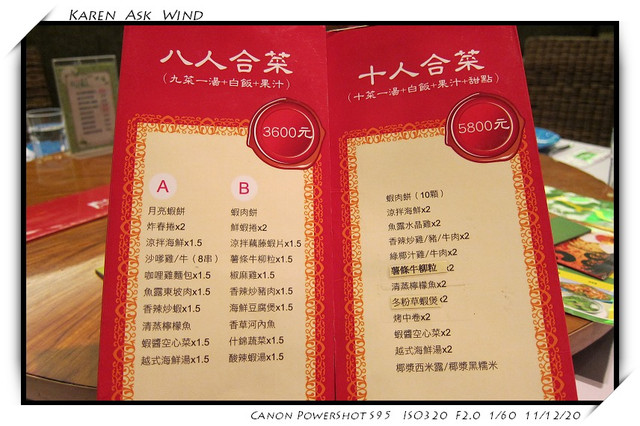 KAREN ASK WIND
八人合菜
(九菜一湯+白飯+果汁)
3600元
A
月亮蝦餅
炸春捲x2
涼拌海鮮x1.5
沙嗲雞/牛（8串）
咖哩雞麵包x1.5
魚露東坡肉x1.5
香辣炒蝦x1.5
清蒸檸檬魚
蝦醬空心菜x1.5
越式海鮮湯x1.5
B
蝦肉餅
鮮蝦捲x2
涼拌藕藤蝦片x1.5
薯條牛柳粒x1.5
椒麻雞x1.5
香辣炒豬肉x1.5
海鮮豆腐煲x1.5
香草河內魚
什錦蔬菜x1.5
酸辣蝦湯x1.5
十人合菜
(十菜一湯+白飯+果汁+甜點)
5800元
蝦肉餅（10顆）
涼拌海鮮x2
魚露水晶雞x2
香辣炒雞/豬/牛肉x2
綠椰汁雞/牛肉x2
薯條牛柳粒 x2
清蒸檸檬魚x2
冬粉草蝦煲 x2
烤中卷x2
蝦醬空心菜x2
越式海鮮湯x2
椰漿西米露/椰漿黑糯米
CANON POWERSHOT S95 ISO320 F2.0 1/60 11/12/20